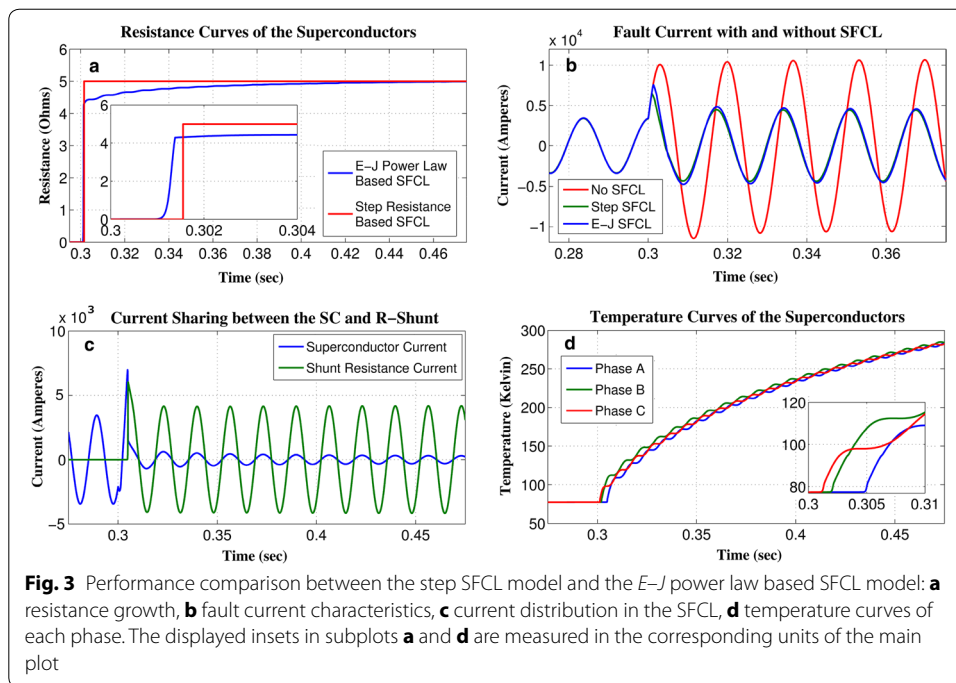 Resistance Curves of the Superconductors
a
Resistance (Ohms)
6
5
4
3
2
1
0
6
4
2
0
0.3 0.302 0.304
E–J Power Law
Based SFCL
Step Resistance
Based SFCL
0.3 0.32 0.34 0.36 0.38 0.4 0.42 0.44 0.46
Time (sec)
Fault Current with and without SFCL
x 10^4
b
Current (Amperes)
1
0.5
0
−0.5
−1
No SFCL
Step SFCL
E–J SFCL
0.28 0.3 0.32 0.34 0.36
Time (sec)
Current Sharing between the SC and R–Shunt
x 10^3
c
Current (Amperes)
10
5
0
−5
Superconductor Current
Shunt Resistance Current
0.3 0.35 0.4 0.45
Time (sec)
Temperature Curves of the Superconductors
d
Temperature (Kelvin)
300
250
200
150
100
50
Phase A
Phase B
Phase C
120
100
80
0.3 0.305 0.31
0.3 0.35 0.4 0.45
Time (sec)
Fig. 3 Performance comparison between the step SFCL model and the E–J power law based SFCL model: a
resistance growth, b fault current characteristics, c current distribution in the SFCL, d temperature curves of
each phase. The displayed insets in subplots a and d are measured in the corresponding units of the main
plot